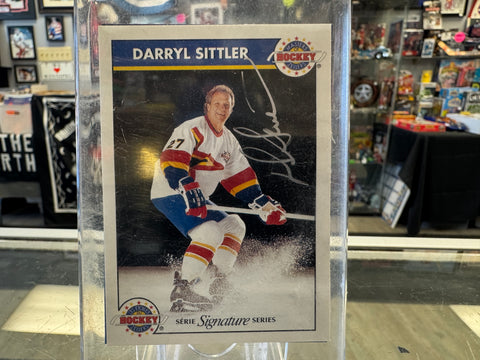 DARRYL SITTLER
HOCKEY
27
THE
RTH
HOCKEY
SÉRIE Signature SERIES